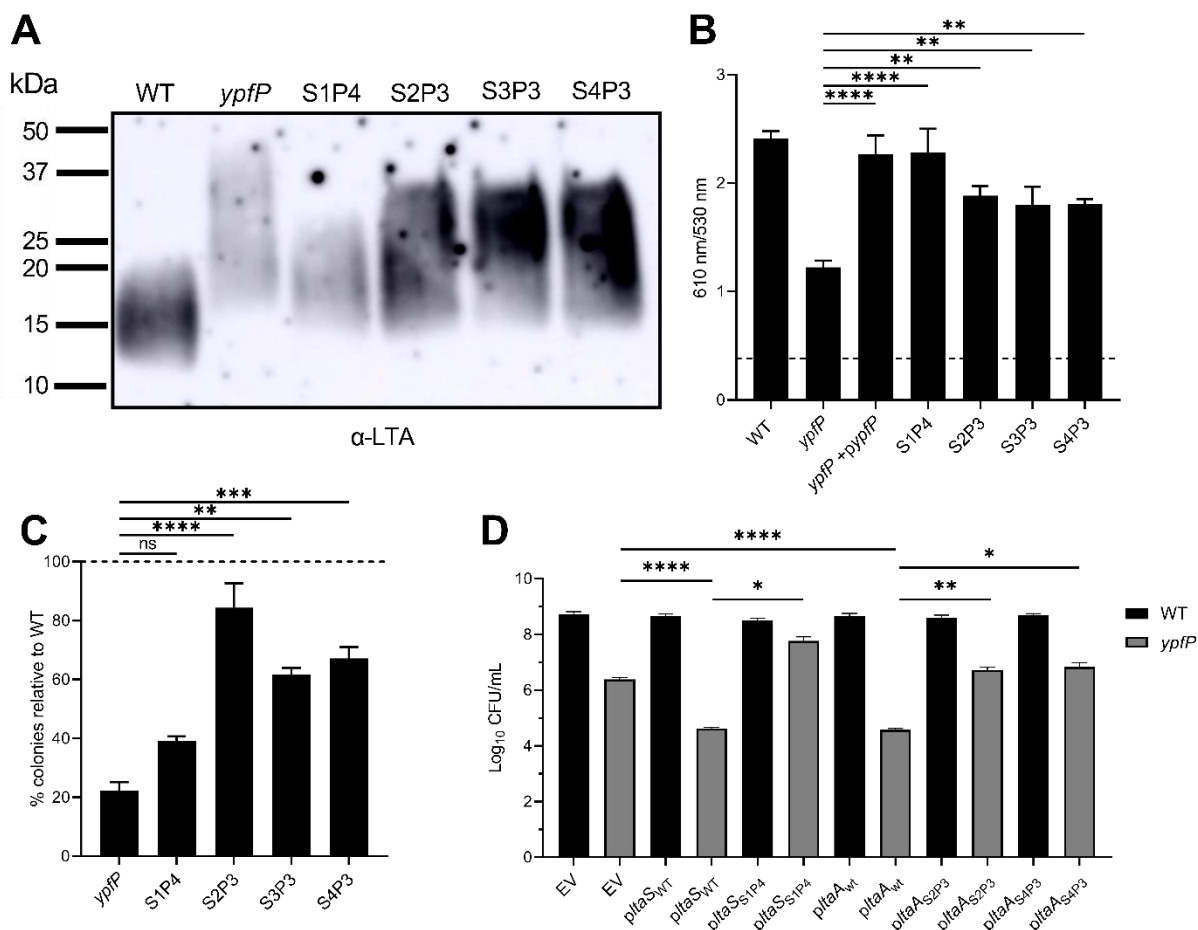 A
kDa
WT ypfP S1P4 S2P3 S3P3 S4P3
50
37
25
20
15
10
α-LTA
B
**
**
**
****
****
3
2
1
0
610 nm/530 nm
WT
ypfP
ypfP +pypfP
S1P4
S2P3
S3P3
S4P3
C
***
**
****
ns
100
80
60
40
20
0
% colonies relative to WT
ypfP
S1P4
S2P3
S3P3
S4P3
D
****
****
*
*
**
10
8
6
4
2
0
Log10 CFU/mL
EV
EV
pltaSWT
pltaSWT
pltaSS1P4
pltaSS1P4
pltaAwt
pltaAwt
pltaAS2P3
pltaAS2P3
pltaAS4P3
pltaAS4P3
WT
ypfP